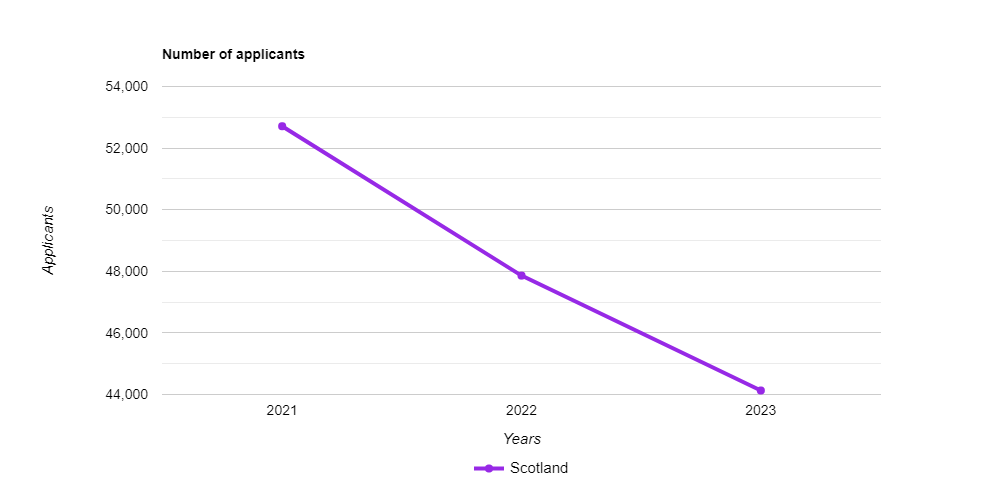 Number of applicants
54,000
52,000
50,000
48,000
46,000
44,000
Applicants
2021 2022 2023
Years
Scotland